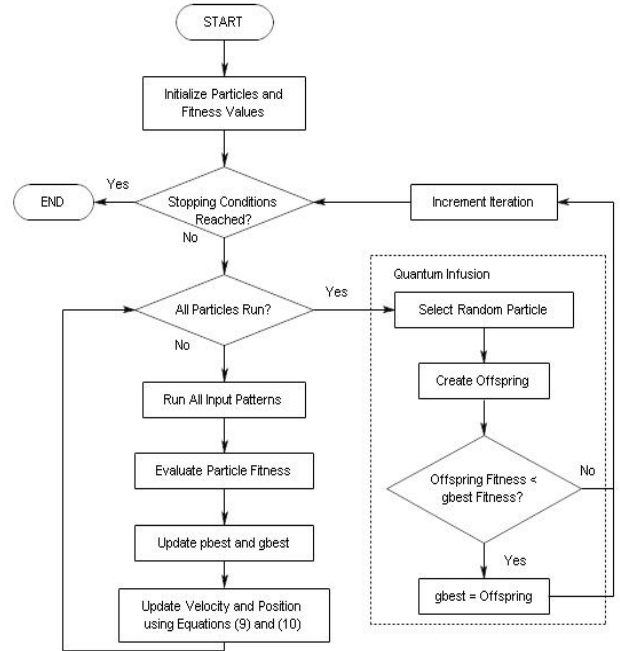 START
Initialize Particles and
Fitness Values
Yes
END
Stopping Conditions
Reached?
Increment Iteration
No
Quantum Infusion
All Particles Run?
Yes
Select Random Particle
No
Run All Input Patterns
Create Offspring
Evaluate Particle Fitness
Offspring Fitness <
gbest Fitness?
No
Update pbest and gbest
Yes
Update Velocity and Position
using Equations (9) and (10)
gbest = Offspring